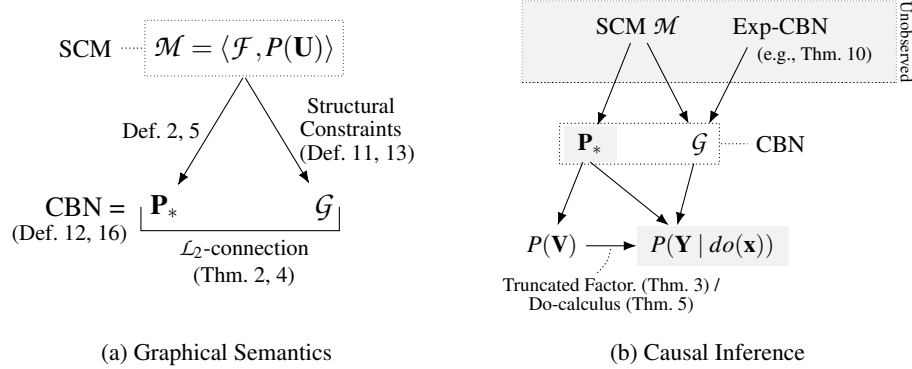 SCM
ℳ = ⟨ℱ, P(U)⟩
Def. 2, 5
Structural
Constraints
(Def. 11, 13)
CBN = P* 𝒢
(Def. 12, 16)
ℒ₂-connection
(Thm. 2, 4)
(a) Graphical Semantics
Unobserved
SCM ℳ
Exp-CBN
(e.g., Thm. 10)
P* 𝒢
CBN
P(V)
P(Y | do(x))
Truncated Factor. (Thm. 3) /
Do-calculus (Thm. 5)
(b) Causal Inference